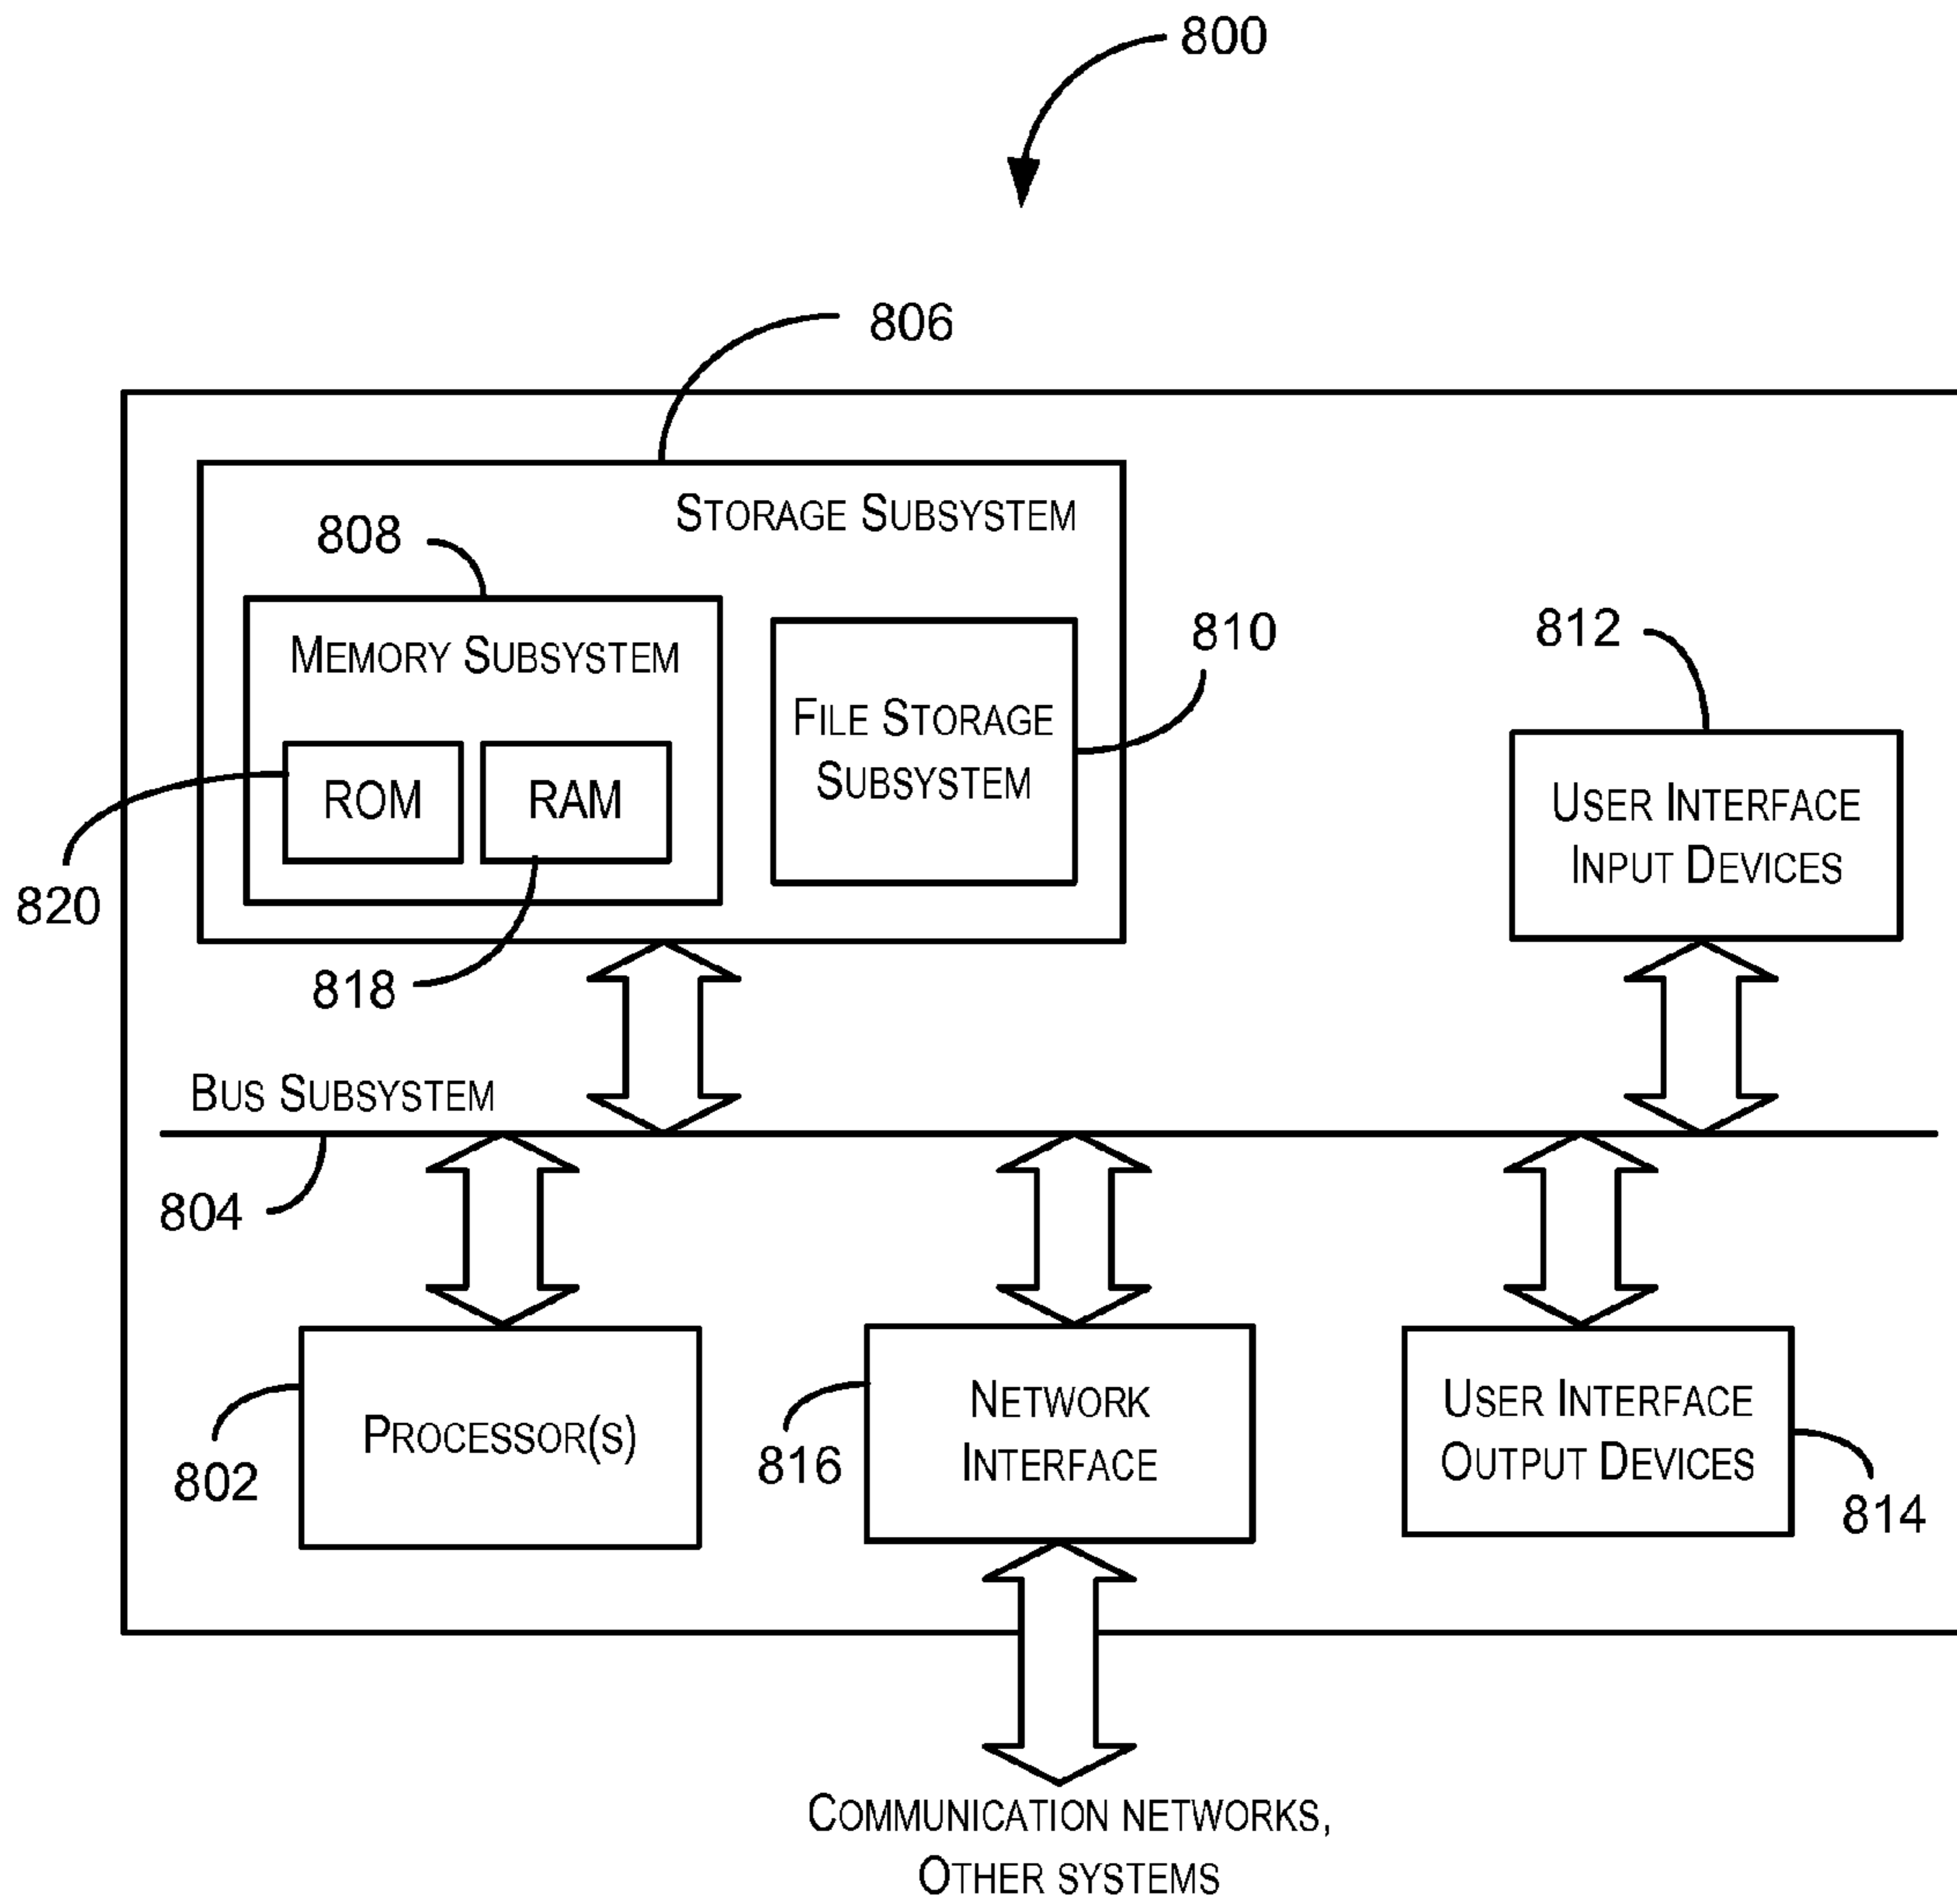 800
806
STORAGE SUBSYSTEM
808
MEMORY SUBSYSTEM
810
812
FILE STORAGE
SUBSYSTEM
ROM
RAM
USER INTERFACE
INPUT DEVICES
820
818
BUS SUBSYSTEM
804
PROCESSOR(S)
802
NETWORK
INTERFACE
816
USER INTERFACE
OUTPUT DEVICES
814
COMMUNICATION NETWORKS,
OTHER SYSTEMS